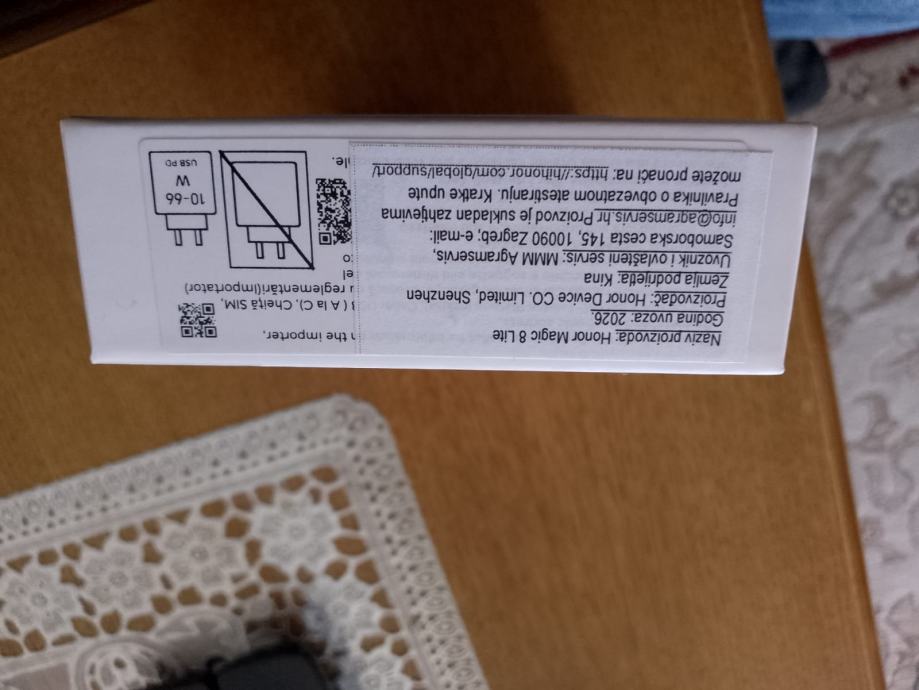 Naziv proizvoda: Honor Magic 8 Lite
Godina uvoza: 2026.
Proizvođač: Honor Device CO. Limited, Shenzhen,
Zemlja podrijetla: Kina
Uvoznik i ovlašteni servis: MMM Agramservis,
Samoborska cesta 145, 10090 Zagreb; e-mail:
info@agramservis.hr Proizvod je sukladan zahtjevima
Pravilnika o obvezatnom atestiranju. Kratke upute
možete pronaći na: https://hihonor.com/global/support/
the importer.
( A la), Cheiță SIM,
reglementări(importator)
10-66
W
USB PD